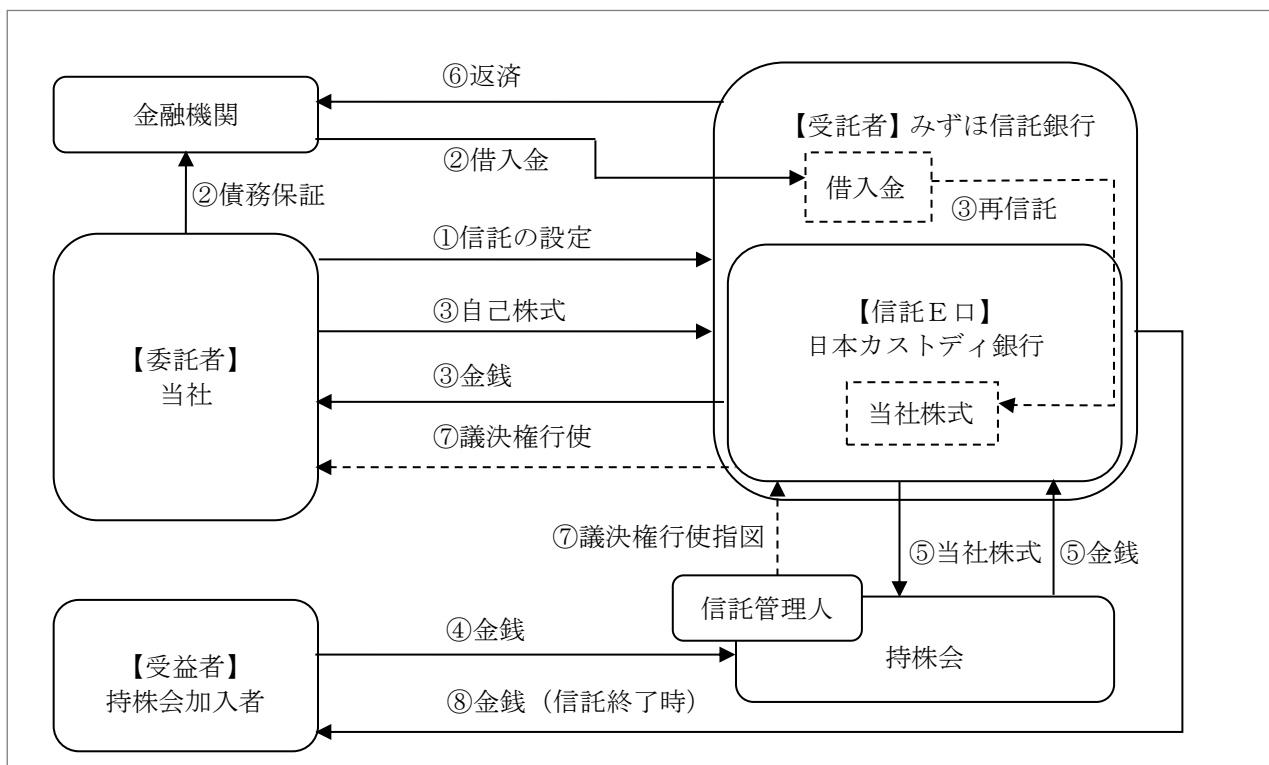 ⑥返済
金融機関
【受託者】みずほ信託銀行
②借入金
借入金
②債務保証
③再信託
①信託の設定
③自己株式
【信託Ｅ口】
日本カストディ銀行
【委託者】
当社
③金銭
当社株式
⑦議決権行使
⑦議決権行使指図
⑤当社株式
⑤金銭
信託管理人
④金銭
持株会
【受益者】
持株会加入者
⑧金銭（信託終了時）